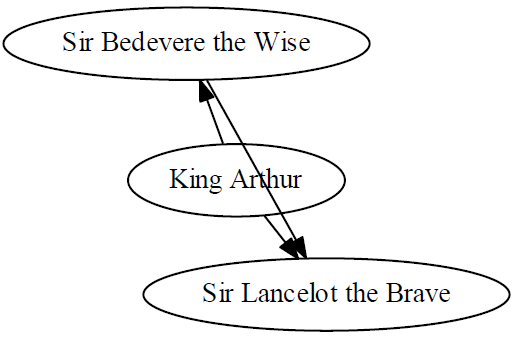 Sir Bedevere the Wise
King Arthur
Sir Lancelot the Brave